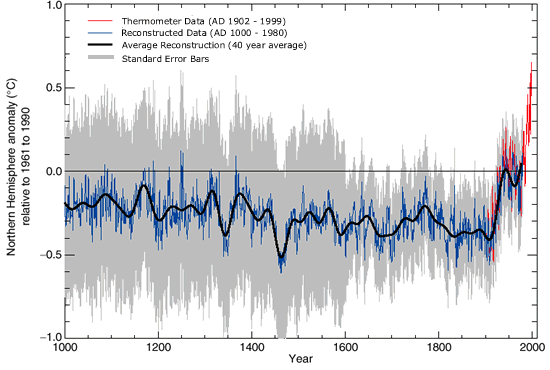 Thermometer Data (AD 1902 - 1999)
Reconstructed Data (AD 1000 - 1980)
Average Reconstruction (40 year average)
Standard Error Bars
Northern Hemisphere anomaly (°C)
relative to 1961 to 1990
1.0
0.5
0.0
−0.5
−1.0
1000 1200 1400 1600 1800 2000
Year